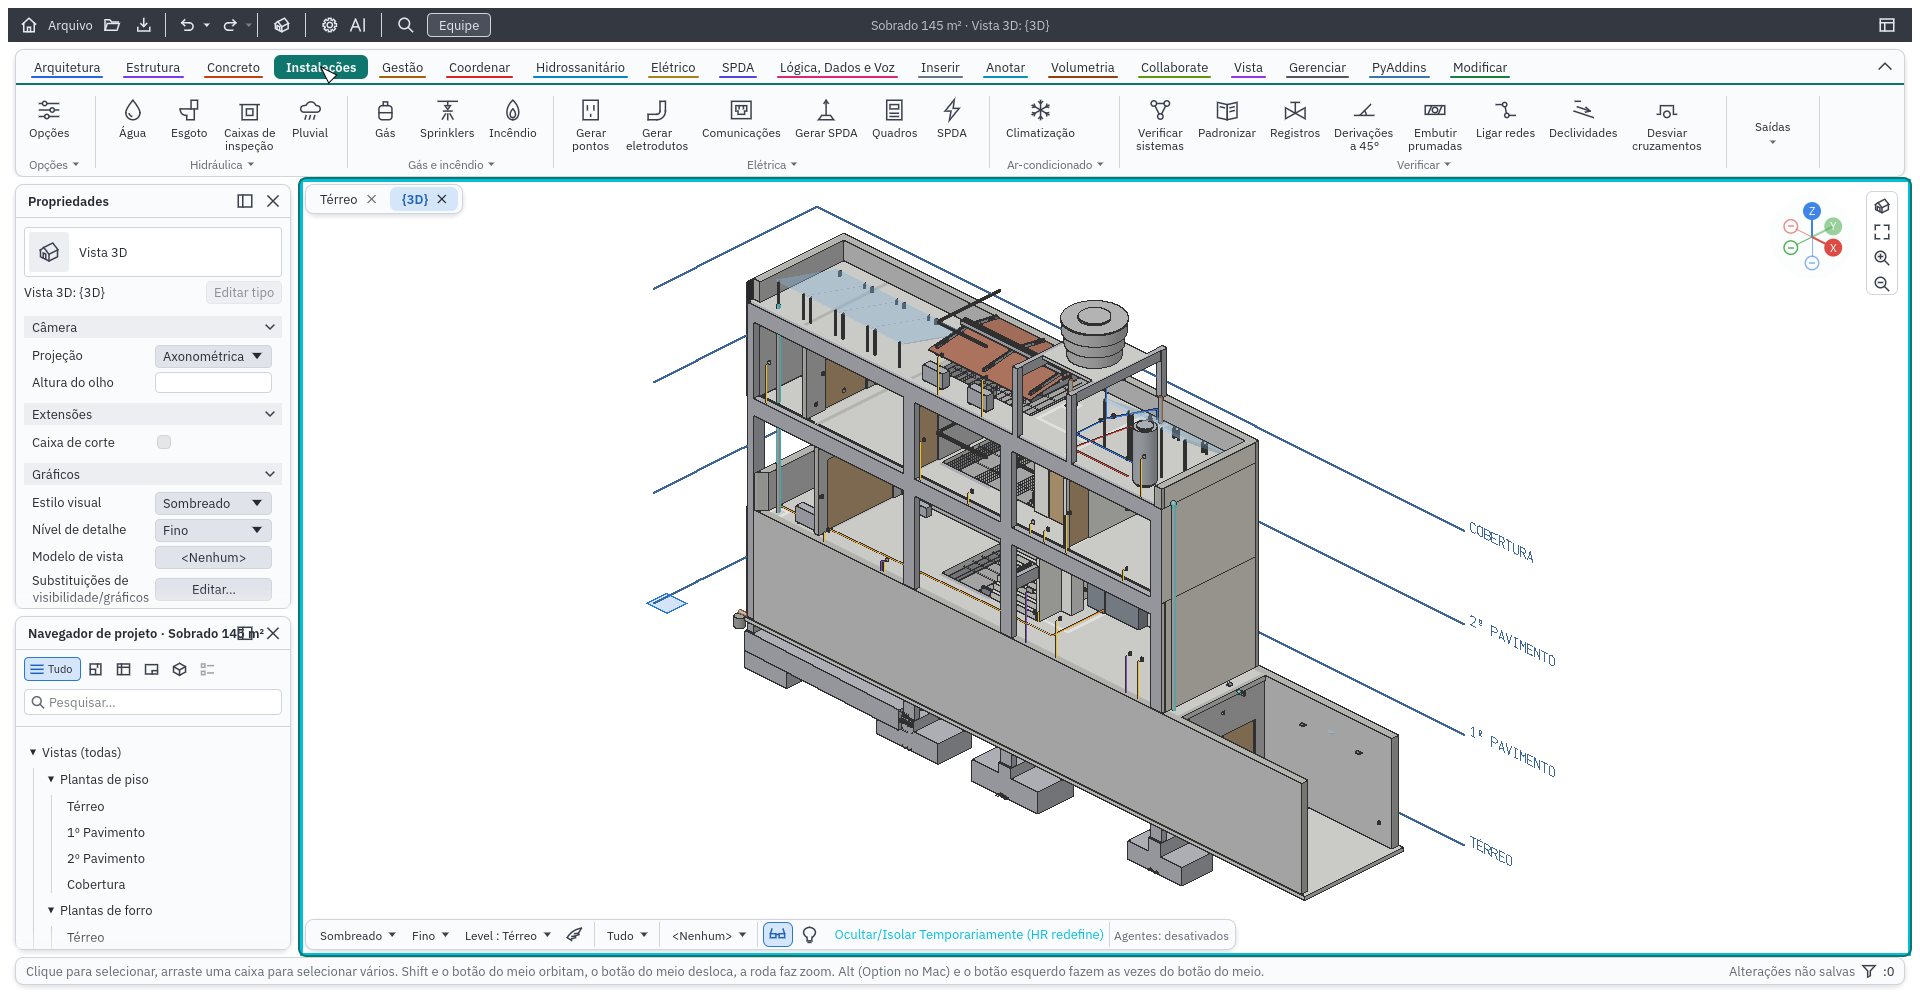 Arquivo
AI
Equipe
Sobrado 145 m² · Vista 3D: {3D}
Arquitetura Estrutura Concreto Instalações Gestão Coordenar Hidrossanitário Elétrico SPDA Lógica, Dados e Voz Inserir Anotar Volumetria Collaborate Vista Gerenciar PyAddins Modificar
Opções Água Esgoto Caixas de inspeção Pluvial Gás Sprinklers Incêndio Gerar pontos Gerar eletrodutos Comunicações Gerar SPDA Quadros SPDA Climatização Verificar sistemas Padronizar Registros Derivações a 45° Embutir prumadas Ligar redes Declividades Desviar cruzamentos Saídas
Opções Hidráulica Gás e incêndio Elétrica Ar-condicionado Verificar
Propriedades
Vista 3D
Vista 3D: {3D} Editar tipo
Câmera
Projeção Axonométrica
Altura do olho
Extensões
Caixa de corte
Gráficos
Estilo visual Sombreado
Nível de detalhe Fino
Modelo de vista <Nenhum>
Substituições de
visibilidade/gráficos Editar...
Navegador de projeto · Sobrado 145 m²
Tudo
Pesquisar...
Vistas (todas)
Plantas de piso
Térreo
1º Pavimento
2º Pavimento
Cobertura
Plantas de forro
Térreo
Térreo {3D}
Z
Y
X
COBERTURA
2º PAVIMENTO
1º PAVIMENTO
TÉRREO
Sombreado Fino Level : Térreo Tudo <Nenhum> Ocultar/Isolar Temporariamente (HR redefine) Agentes: desativados
Clique para selecionar, arraste uma caixa para selecionar vários. Shift e o botão do meio orbitam, o botão do meio desloca, a roda faz zoom. Alt (Option no Mac) e o botão esquerdo fazem as vezes do botão do meio.
Alterações não salvas :0